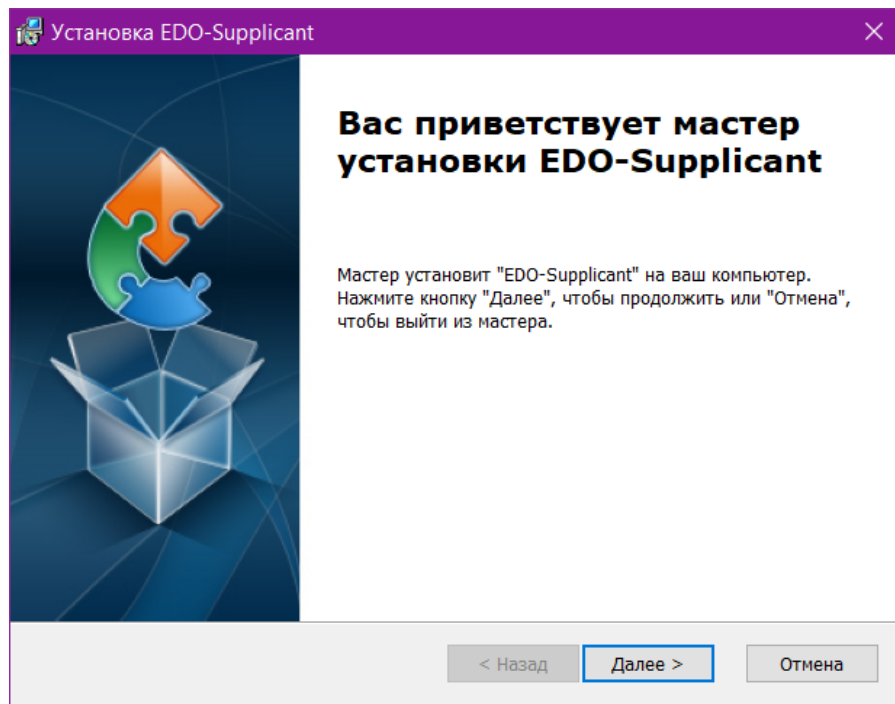 Установка EDO-Supplicant
Вас приветствует мастер
установки EDO-Supplicant
Мастер установит "EDO-Supplicant" на ваш компьютер.
Нажмите кнопку "Далее", чтобы продолжить или "Отмена",
чтобы выйти из мастера.
< Назад
Далее >
Отмена